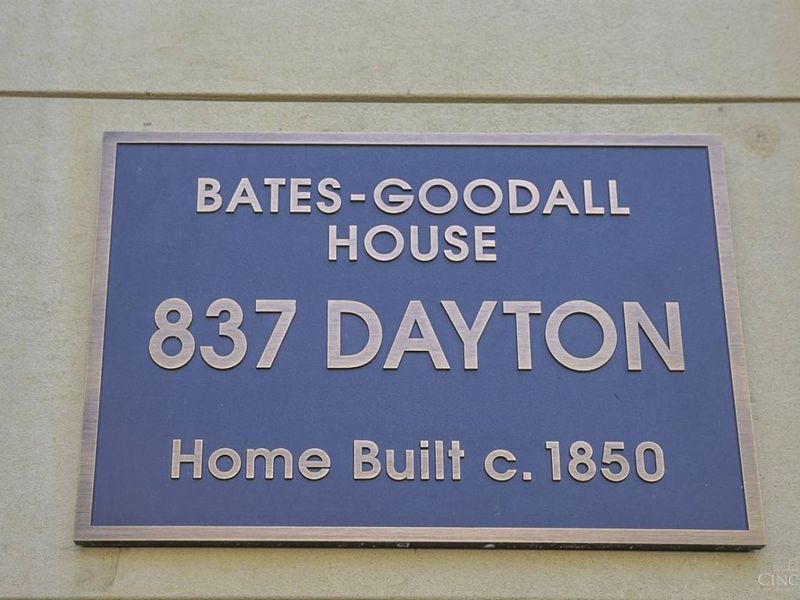 BATES-GOODALL
HOUSE
837 DAYTON
Home Built c. 1850